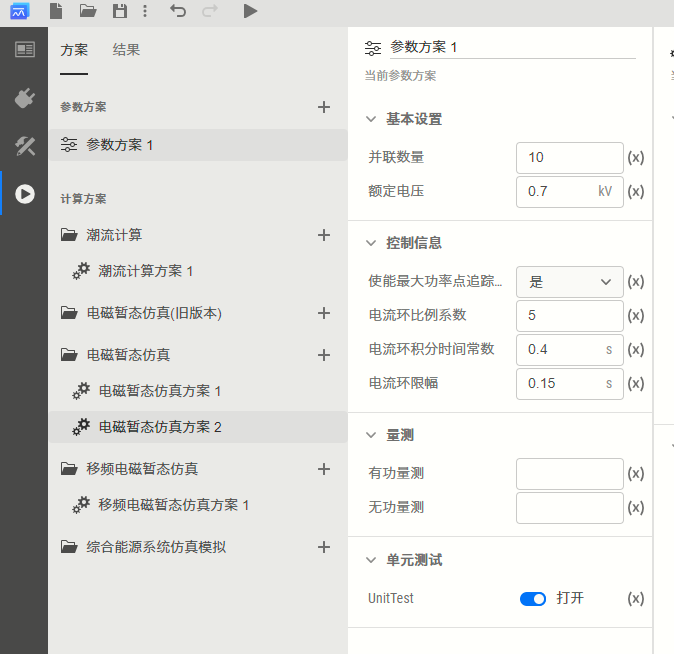 方案 结果
参数方案
参数方案 1
计算方案
潮流计算
潮流计算方案 1
电磁暂态仿真(旧版本)
电磁暂态仿真
电磁暂态仿真方案 1
电磁暂态仿真方案 2
移频电磁暂态仿真
移频电磁暂态仿真方案 1
综合能源系统仿真模拟
参数方案 1
当前参数方案
基本设置
并联数量 10 (x)
额定电压 0.7 kV (x)
控制信息
使能最大功率点追踪... 是 (x)
电流环比例系数 5 (x)
电流环积分时间常数 0.4 s (x)
电流环限幅 0.15 s (x)
量测
有功量测 (x)
无功量测 (x)
单元测试
UnitTest 打开 (x)